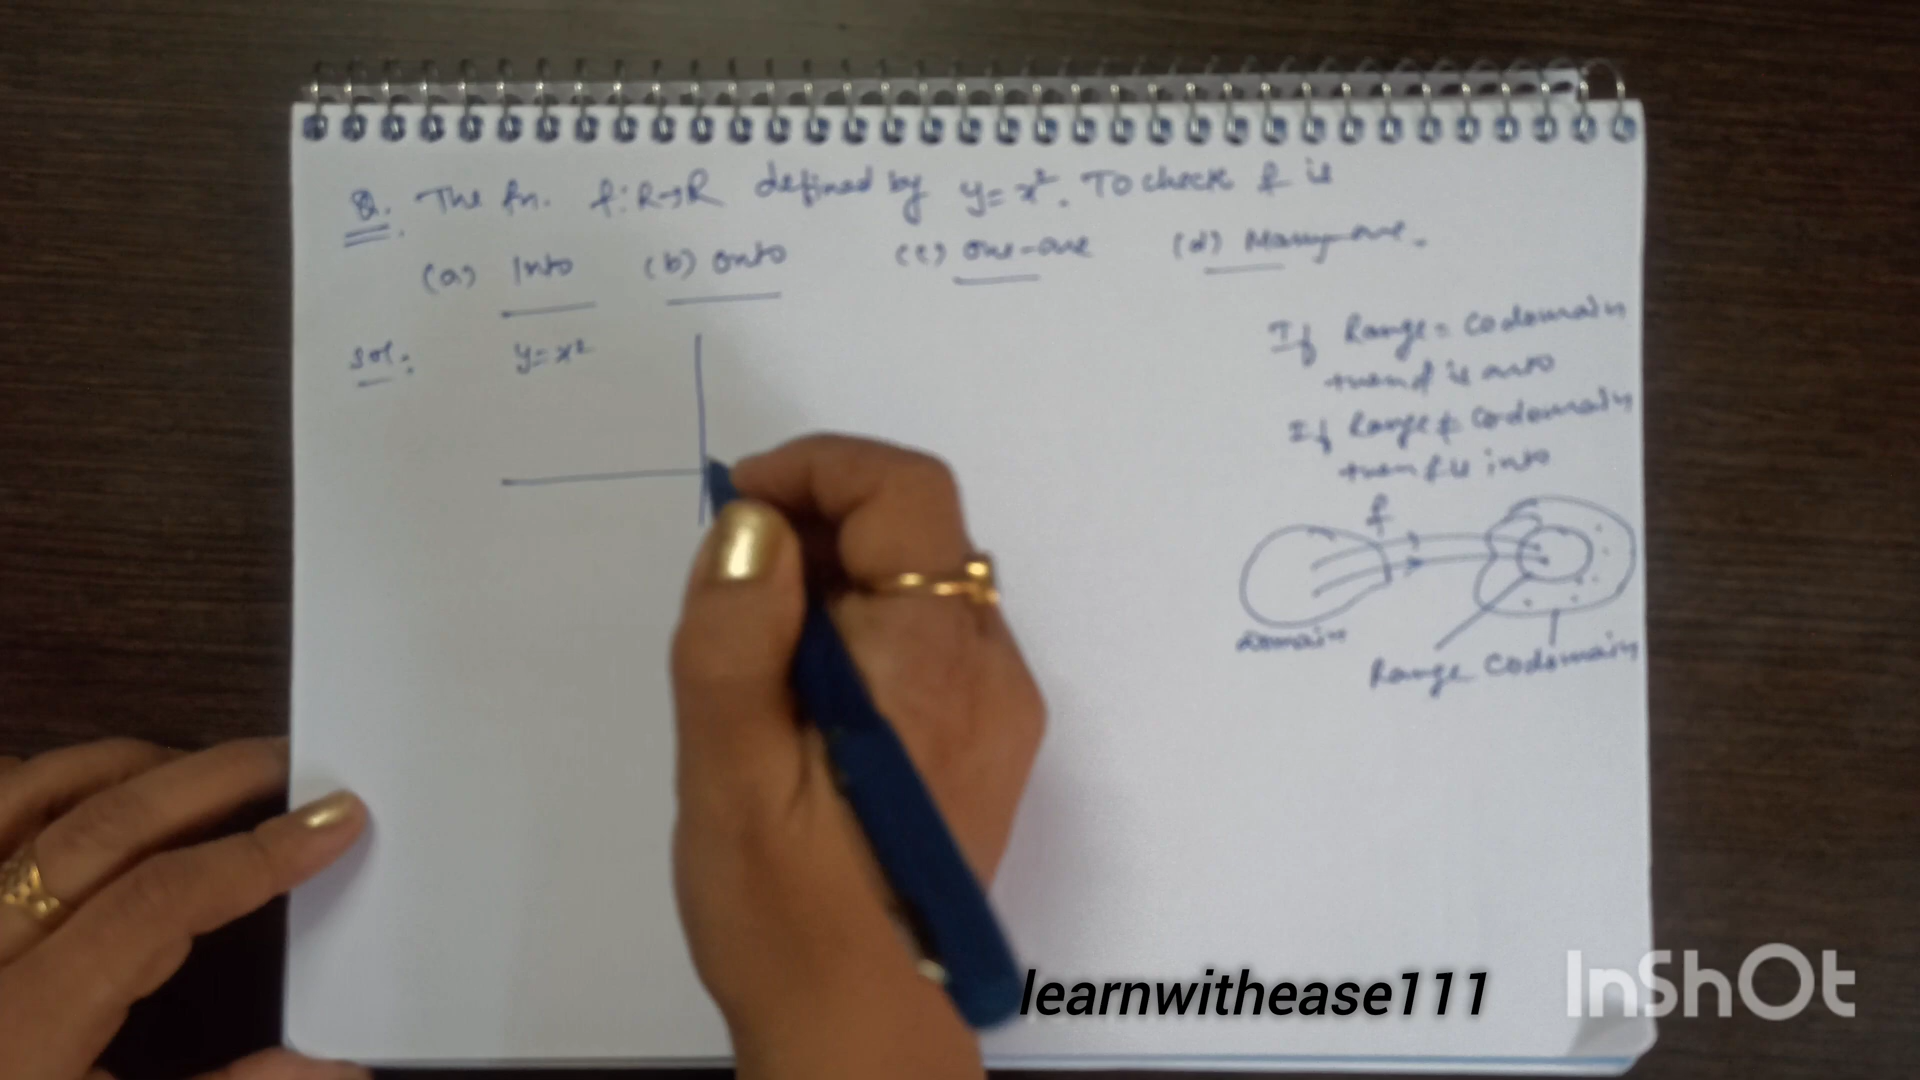 Q. The fn. f: R→R defined by y = x². To check f is
(a) Into (b) Onto (c) One-one (d) Many-one.
Sol. y = x²
If Range = Codomain
then f is onto
If Range ≠ Codomain
then f is into
f
Domain
Range Codomain
learnwithease111
InShOt